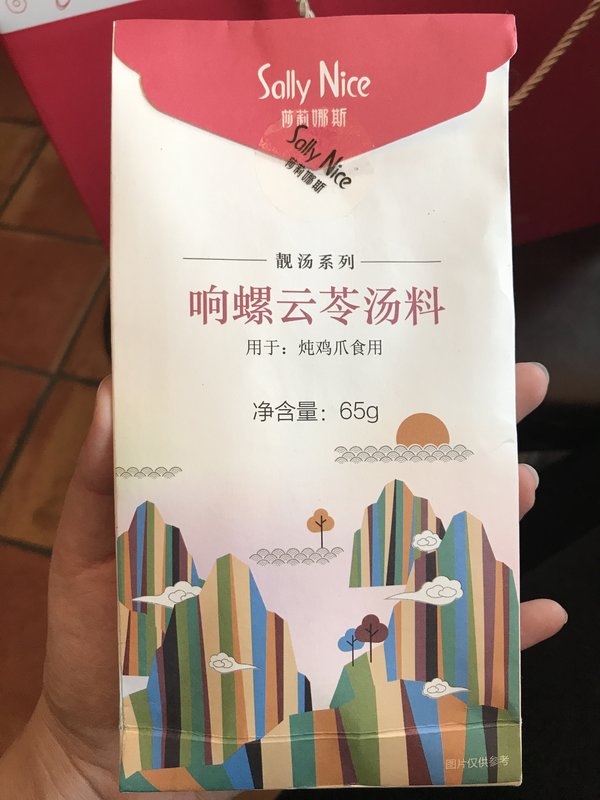 Sally Nice
莎莉娜斯
Sally Nice
莎莉娜斯
靓汤系列
响螺云苓汤料
用于：炖鸡爪食用
净含量：65g
图片仅供参考